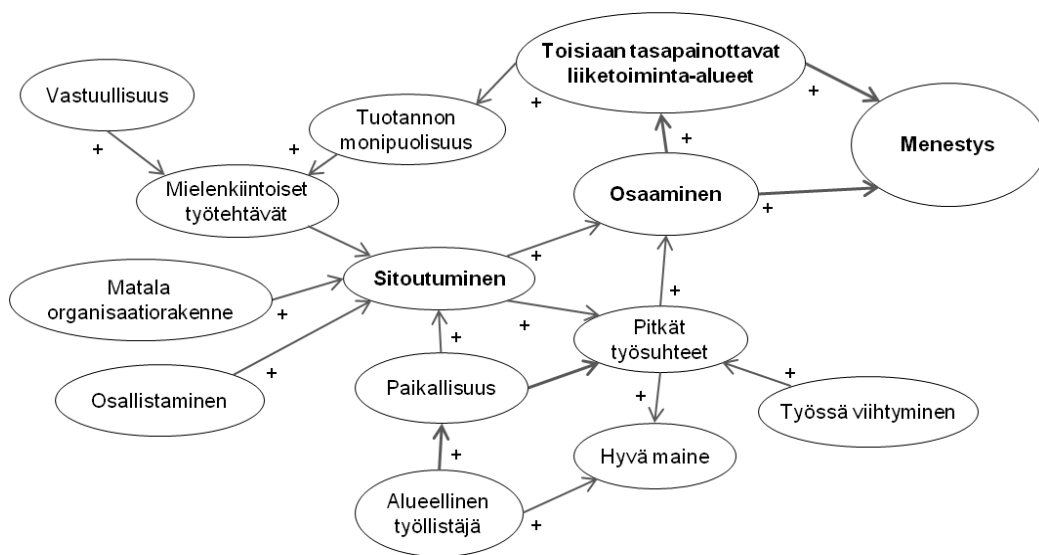 Toisiaan tasapainottavat
liiketoiminta-alueet
+
+
Vastuullisuus
+
Tuotannon
monipuolisuus
+
Menestys
+
Mielenkiintoiset
työtehtävät
Osaaminen
+
Sitoutuminen
+
Matala
organisaatiorakenne
+
+
+
Pitkät
työsuhteet
+
Osallistaminen
+
Paikallisuus
+
+
Työssä viihtyminen
Hyvä maine
+
Alueellinen
työllistäjä
+